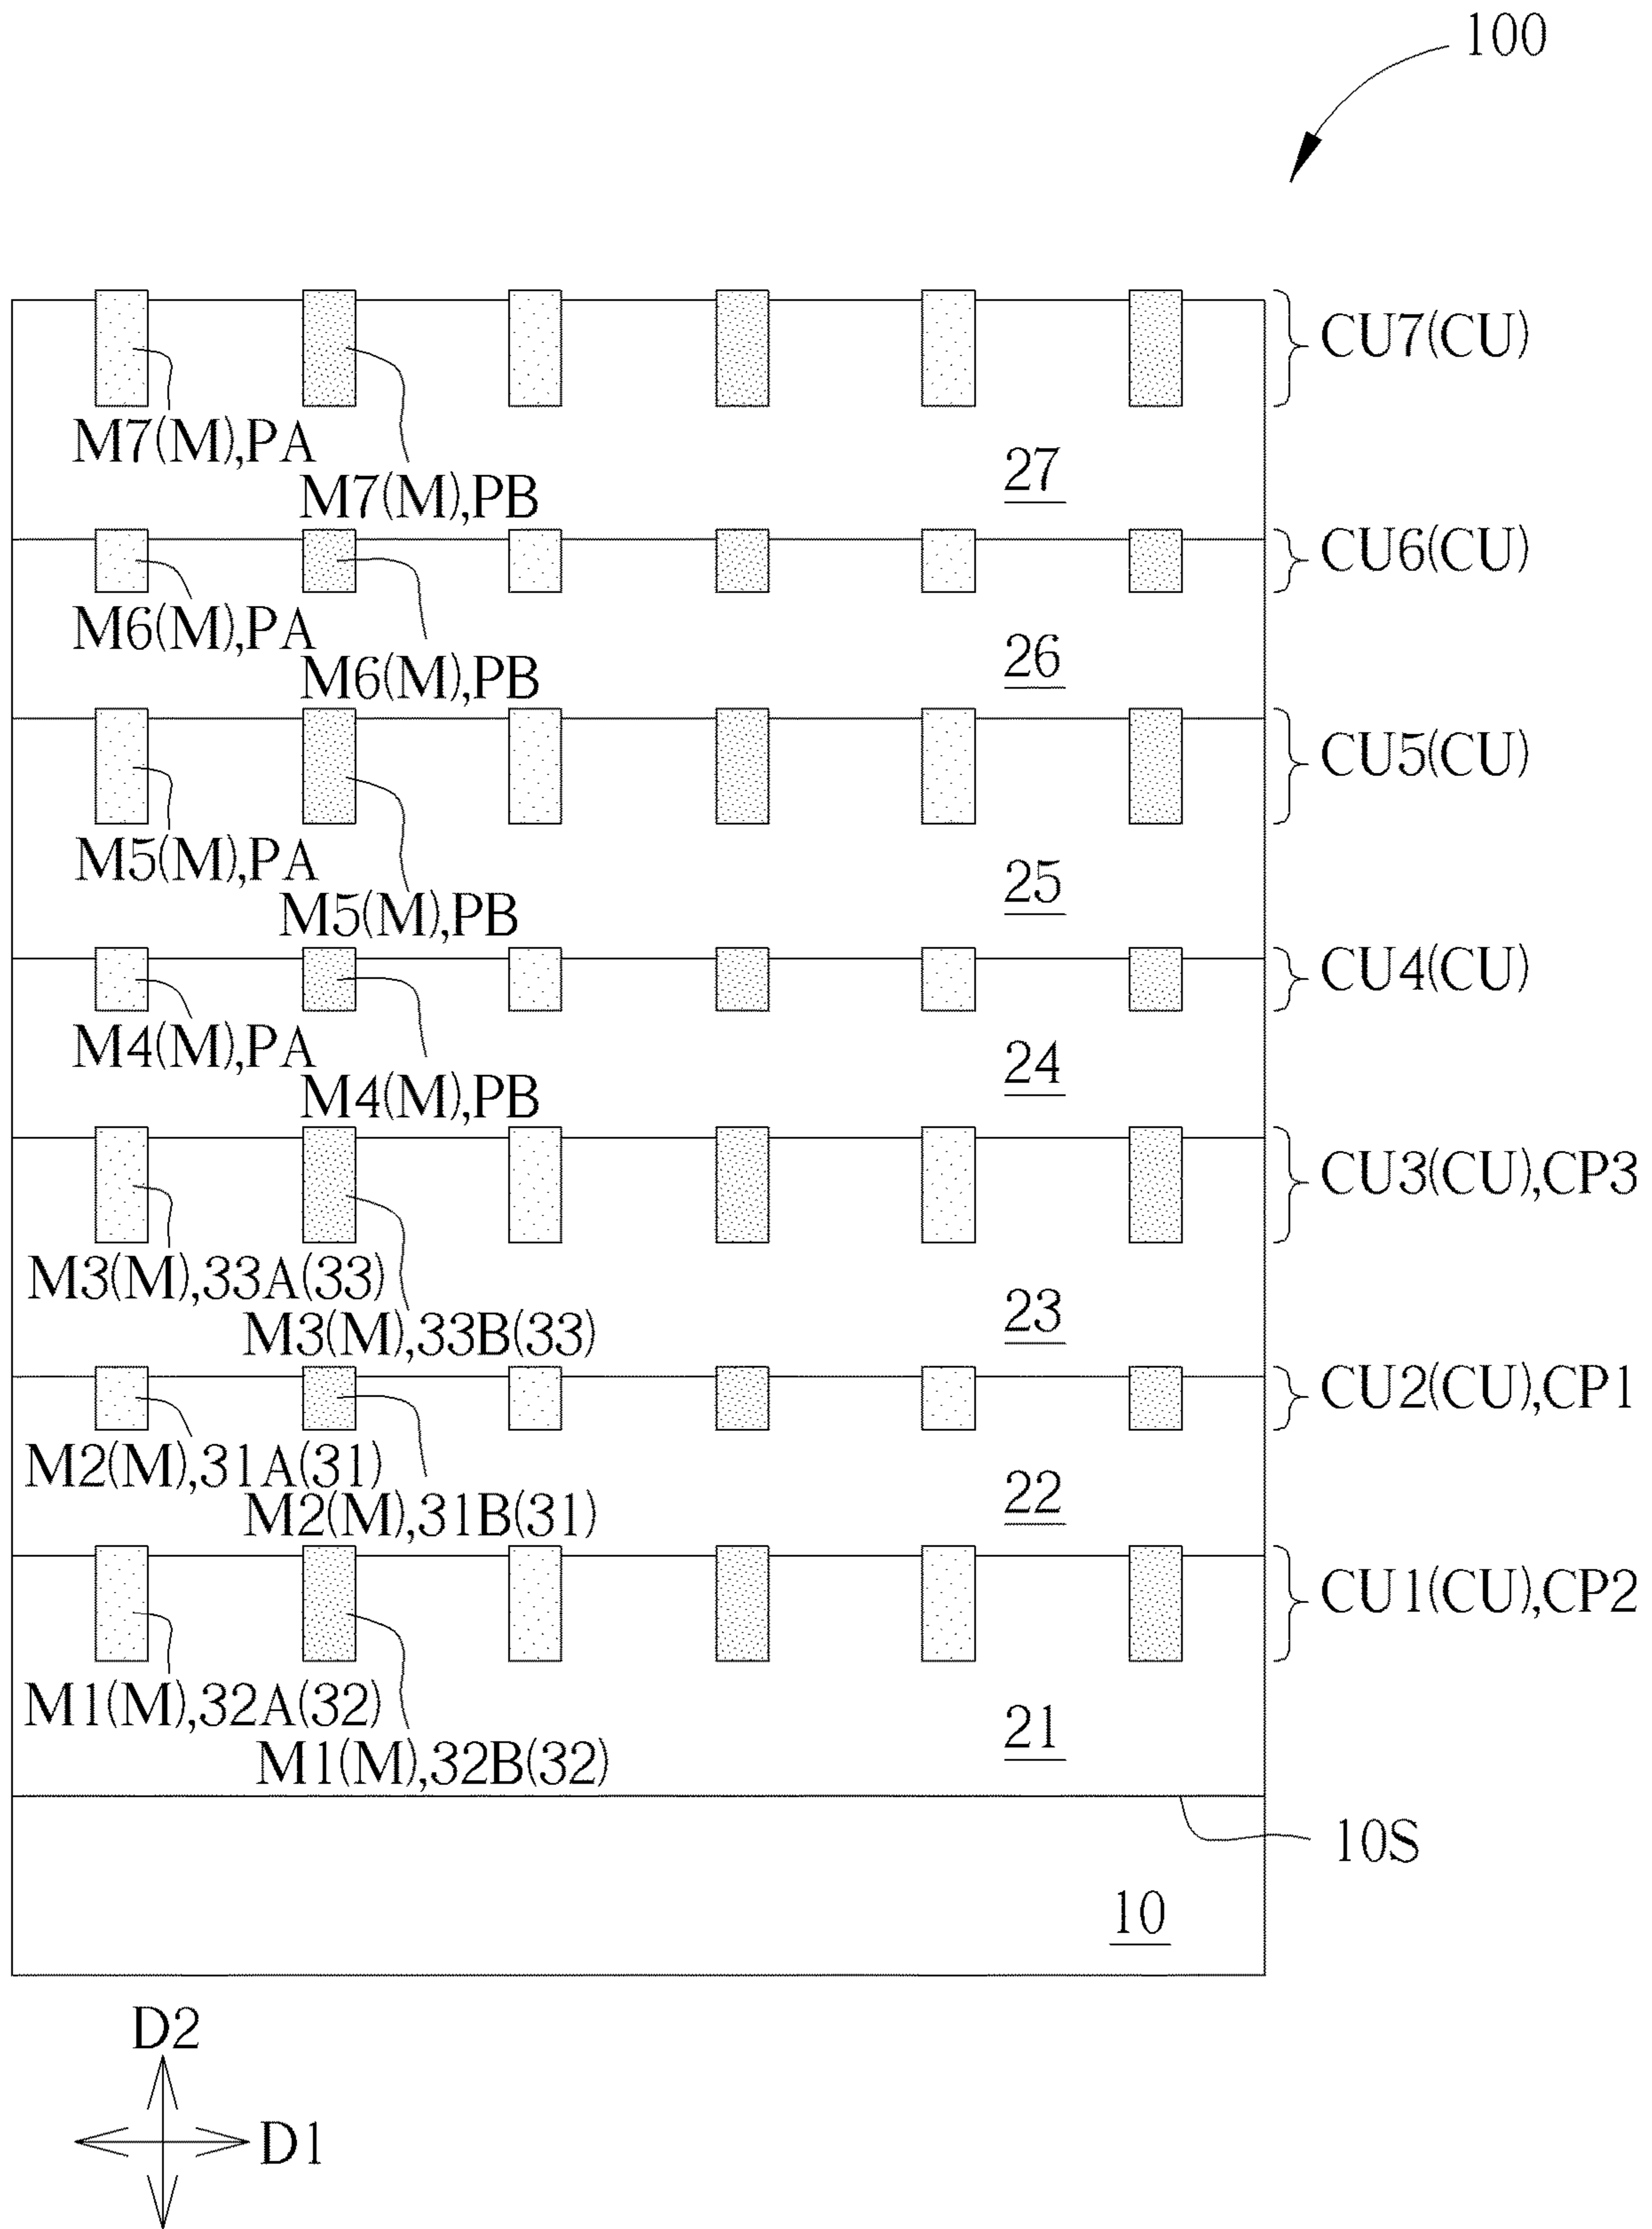 100
CU7(CU)
M7(M),PA
27
M7(M),PB
CU6(CU)
M6(M),PA
26
M6(M),PB
CU5(CU)
M5(M),PA
25
M5(M),PB
CU4(CU)
M4(M),PA
24
M4(M),PB
CU3(CU),CP3
M3(M),33A(33)
23
M3(M),33B(33)
CU2(CU),CP1
M2(M),31A(31)
22
M2(M),31B(31)
CU1(CU),CP2
M1(M),32A(32)
21
M1(M),32B(32)
10S
10
D2
D1